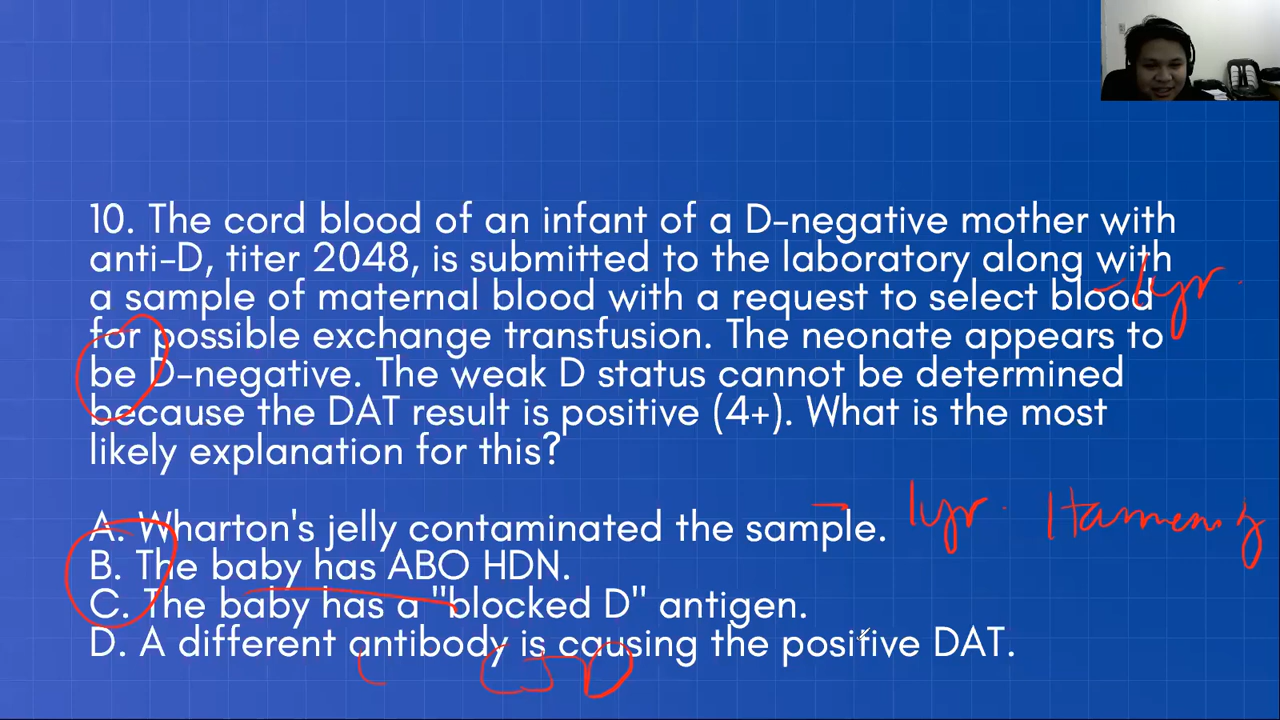 10. The cord blood of an infant of a D-negative mother with
anti-D, titer 2048, is submitted to the laboratory along with
a sample of maternal blood with a request to select blood
for possible exchange transfusion. The neonate appears to
be D-negative. The weak D status cannot be determined
because the DAT result is positive (4+). What is the most
likely explanation for this?
A. Wharton's jelly contaminated the sample.
B. The baby has ABO HDN.
C. The baby has a "blocked D" antigen.
D. A different antibody is causing the positive DAT.
1yr.
1yr.